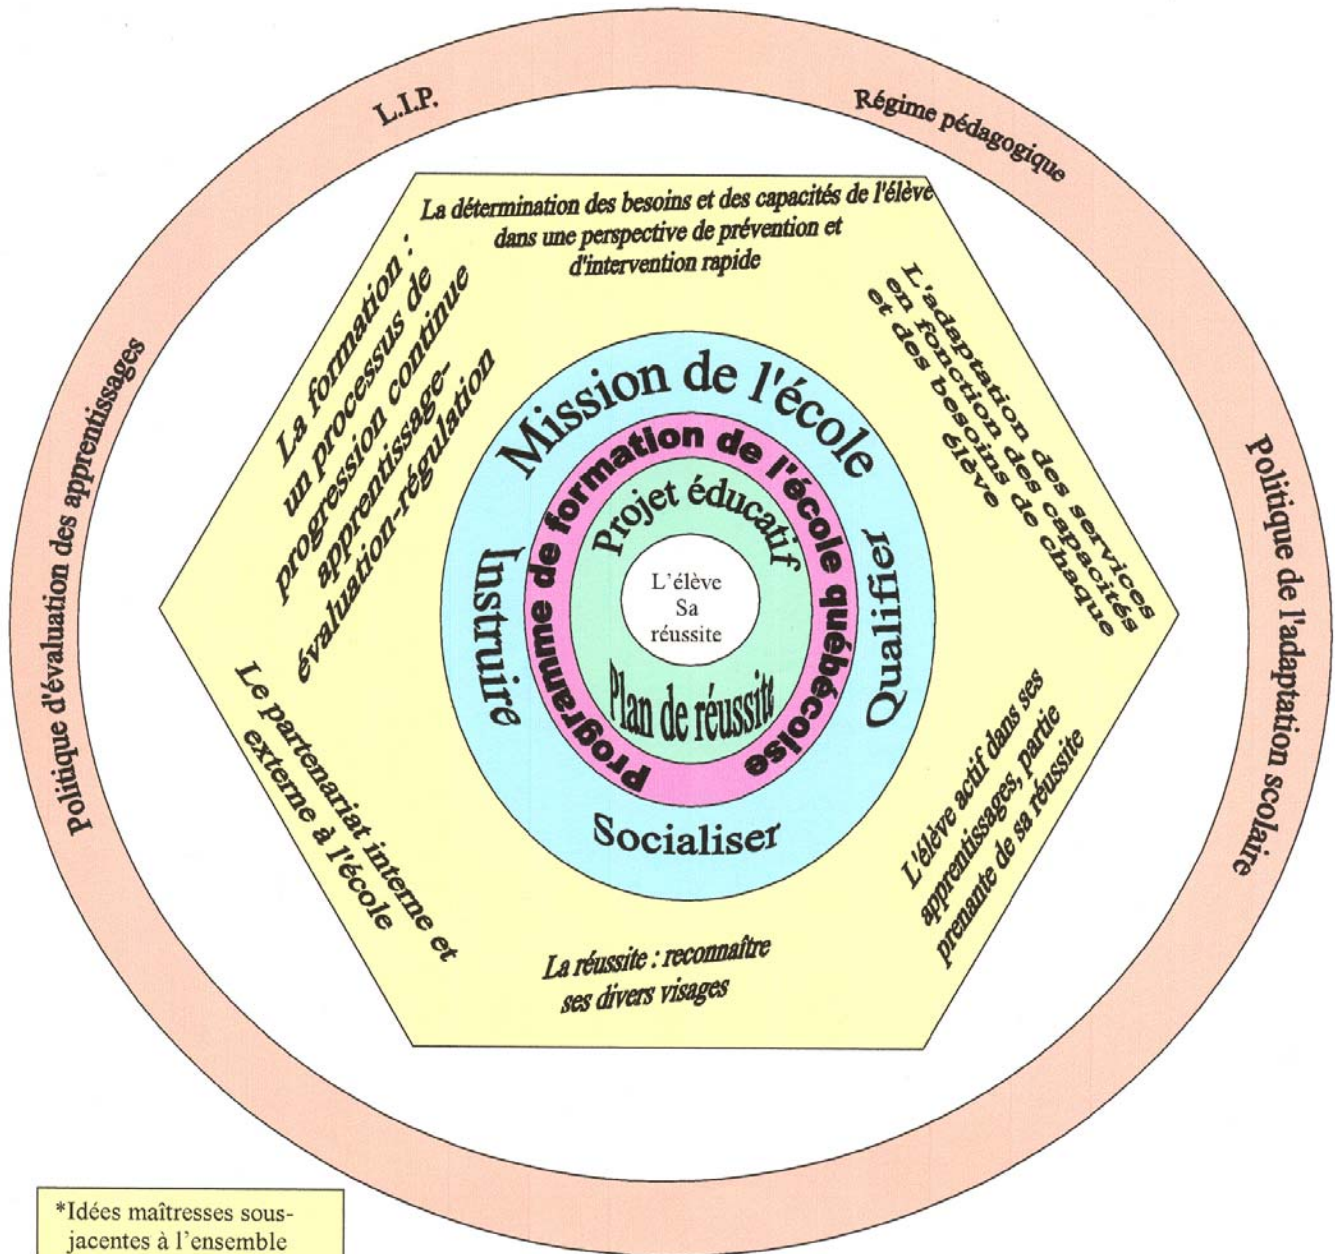 L.I.P.
Régime pédagogique
Politique d'évaluation des apprentissages
Politique de l'adaptation scolaire
La détermination des besoins et des capacités de l'élève
dans une perspective de prévention et
d'intervention rapide
La formation :
un processus de
progression continue
apprentissage-
évaluation-régulation
L'adaptation des services
en fonction des capacités
et des besoins de chaque
élève
Mission de l'école
Instruire
Qualifier
Socialiser
Programme de formation de l'école québécoise
Projet éducatif
L'élève
Sa
réussite
Plan de réussite
Le partenariat interne et
externe à l'école
L'élève actif dans ses
apprentissages, partie
prenante de sa réussite
La réussite : reconnaître
ses divers visages
*Idées maîtresses sous-
jacentes à l'ensemble